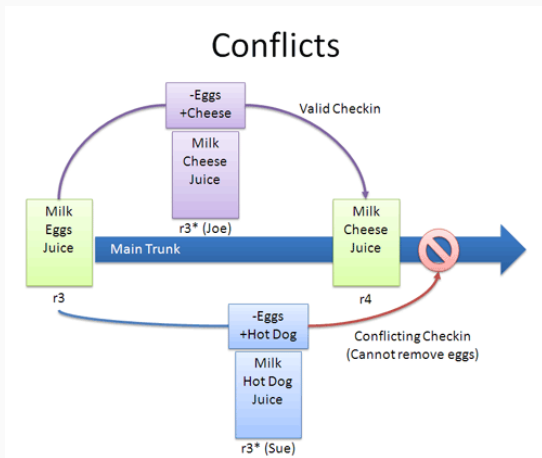 Conflicts
-Eggs
+Cheese
Valid Checkin
Milk
Cheese
Juice
r3* (Joe)
Milk
Eggs
Juice
r3
Main Trunk
Milk
Cheese
Juice
r4
-Eggs
+Hot Dog
Conflicting Checkin
(Cannot remove eggs)
Milk
Hot Dog
Juice
r3* (Sue)